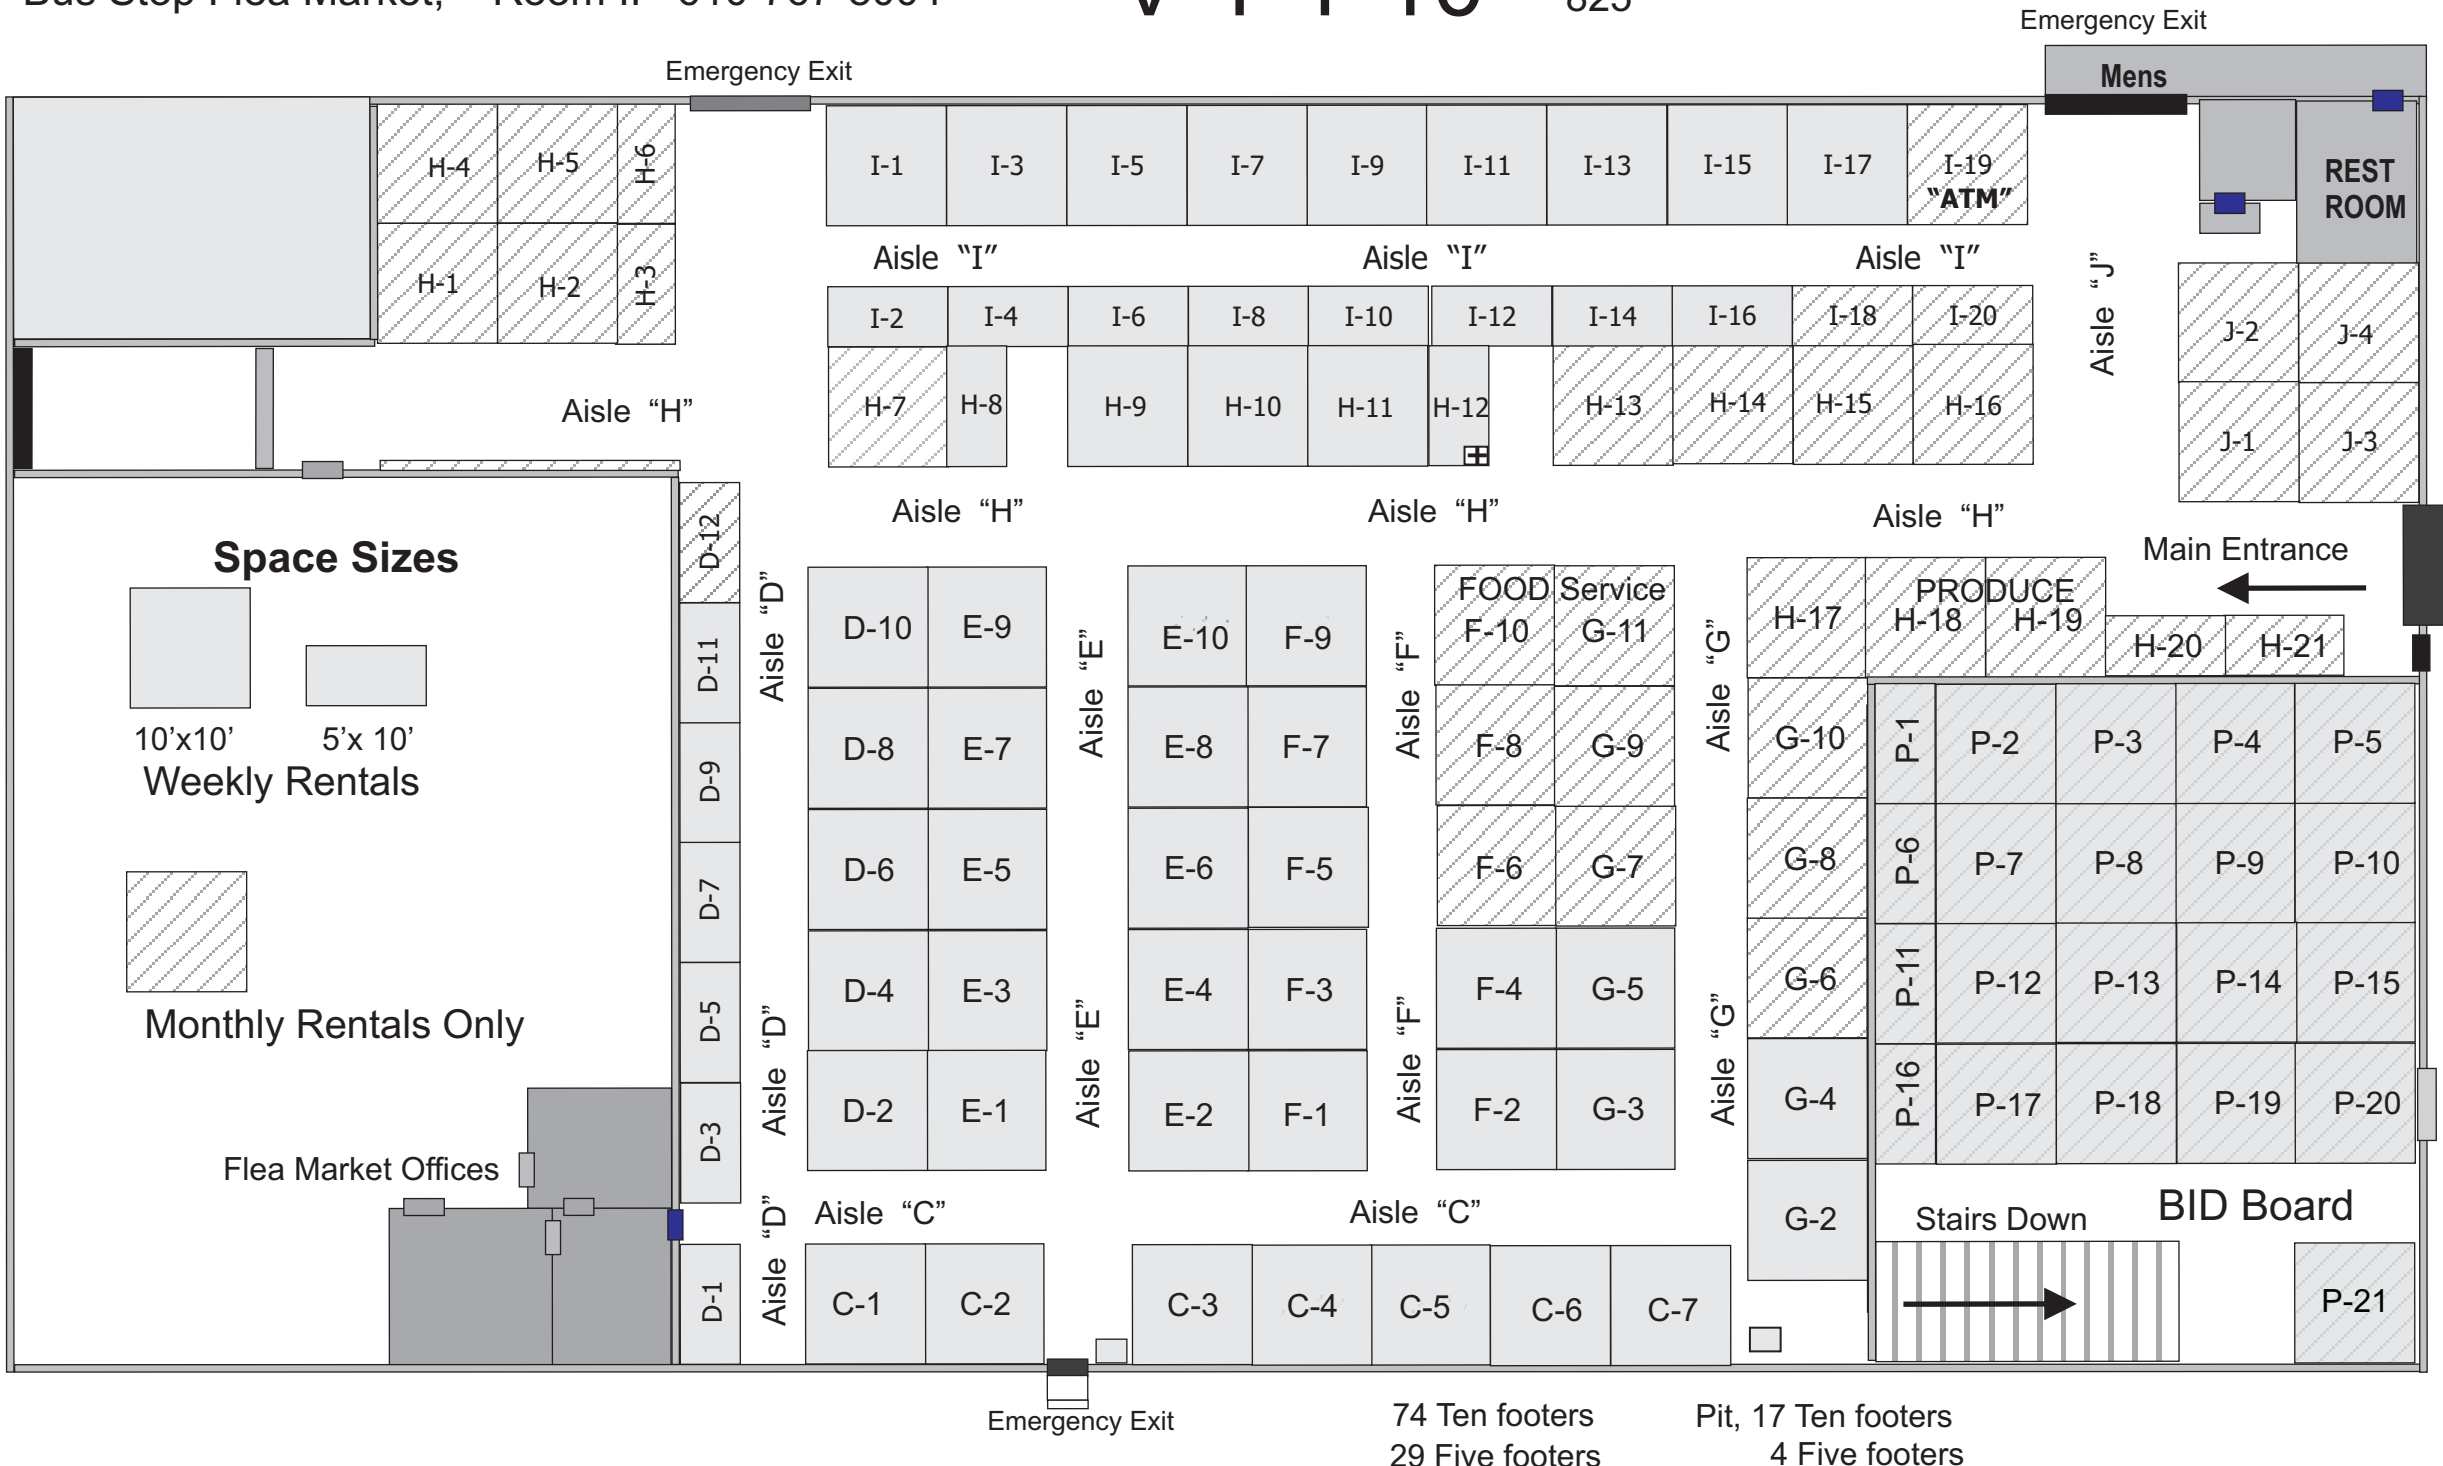 825
Emergency Exit
Emergency Exit
Mens
REST
ROOM
H-4 H-5 H-6
I-1 I-3 I-5 I-7 I-9 I-11 I-13 I-15 I-17 I-19
“ATM”
H-1 H-2 H-3
Aisle “I” Aisle “I” Aisle “I”
Aisle “J”
I-2 I-4 I-6 I-8 I-10 I-12 I-14 I-16 I-18 I-20
J-2 J-4
Aisle “H”
H-7 H-8 H-9 H-10 H-11 H-12 H-13 H-14 H-15 H-16
J-1 J-3
Aisle “H” Aisle “H” Aisle “H”
Main Entrance
Space Sizes
10’x10’ 5’x 10’
Weekly Rentals
Monthly Rentals Only
Flea Market Offices
D-12
D-11
D-9
D-7
D-5
D-3
D-1
Aisle “D”
Aisle “D”
Aisle “D”
D-10 E-9
D-8 E-7
D-6 E-5
D-4 E-3
D-2 E-1
Aisle “E”
Aisle “E”
E-10 F-9
E-8 F-7
E-6 F-5
E-4 F-3
E-2 F-1
Aisle “F”
Aisle “F”
FOOD Service
F-10 G-11
F-8 G-9
F-6 G-7
F-4 G-5
F-2 G-3
Aisle “G”
Aisle “G”
PRODUCE
H-17 H-18 H-19 H-20 H-21
G-10
G-8
G-6
G-4
G-2
P-1 P-2 P-3 P-4 P-5
P-6 P-7 P-8 P-9 P-10
P-11 P-12 P-13 P-14 P-15
P-16 P-17 P-18 P-19 P-20
Aisle “C” Aisle “C”
Stairs Down
BID Board
C-1 C-2 C-3 C-4 C-5 C-6 C-7
P-21
Emergency Exit
74 Ten footers
29 Five footers
Pit, 17 Ten footers
4 Five footers